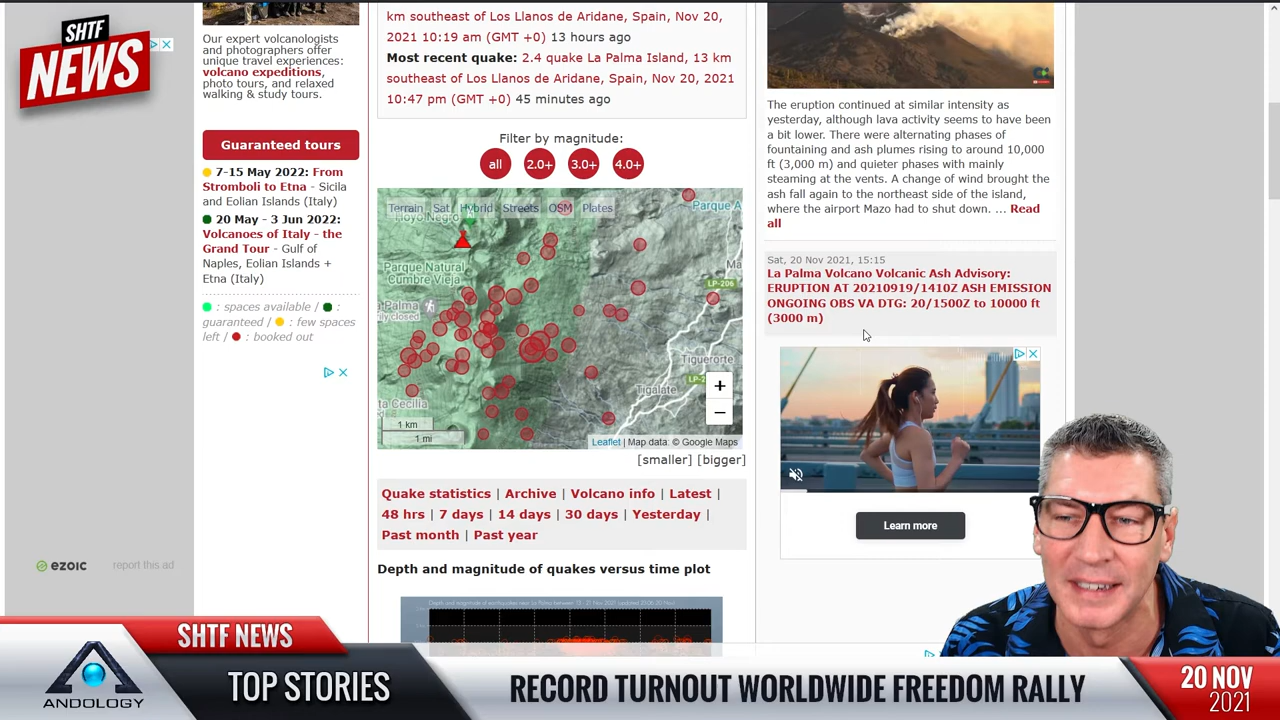 SHTF
NEWS
Our expert volcanologists
and photographers offer
unique travel experiences:
volcano expeditions,
photo tours, and relaxed
walking & study tours.
Guaranteed tours
7-15 May 2022: From
Stromboli to Etna - Sicila
and Eolian Islands (Italy)
20 May - 3 Jun 2022:
Volcanoes of Italy - the
Grand Tour - Gulf of
Naples, Eolian Islands +
Etna (Italy)
: spaces available / :
guaranteed / : few spaces
left / : booked out
ezoic report this ad
km southeast of Los Llanos de Aridane, Spain, Nov 20,
2021 10:19 am (GMT +0) 13 hours ago
Most recent quake: 2.4 quake La Palma Island, 13 km
southeast of Los Llanos de Aridane, Spain, Nov 20, 2021
10:47 pm (GMT +0) 45 minutes ago
Filter by magnitude:
all 2.0+ 3.0+ 4.0+
Terrain Sat Hybrid Streets OSM Plates
Parque A
Hoyo Negro
Parque Natural
Cumbre Vieja
LP-206
Tiguerorte
Tigalate
ta Cecilia
1 km
1 mi
+
−
Leaflet | Map data: © Google Maps
[smaller] [bigger]
Quake statistics | Archive | Volcano info | Latest |
48 hrs | 7 days | 14 days | 30 days | Yesterday |
Past month | Past year
Depth and magnitude of quakes versus time plot
The eruption continued at similar intensity as
yesterday, although lava activity seems to have been
a bit lower. There were alternating phases of
fountaining and ash plumes rising to around 10,000
ft (3,000 m) and quieter phases with mainly
steaming at the vents. A change of wind brought the
ash fall again to the northeast side of the island,
where the airport Mazo had to shut down. ... Read
all
Sat, 20 Nov 2021, 15:15
La Palma Volcano Volcanic Ash Advisory:
ERUPTION AT 20210919/1410Z ASH EMISSION
ONGOING OBS VA DTG: 20/1500Z to 10000 ft
(3000 m)
Learn more
SHTF NEWS
ANDOLOGY
TOP STORIES
RECORD TURNOUT WORLDWIDE FREEDOM RALLY
20 NOV
2021